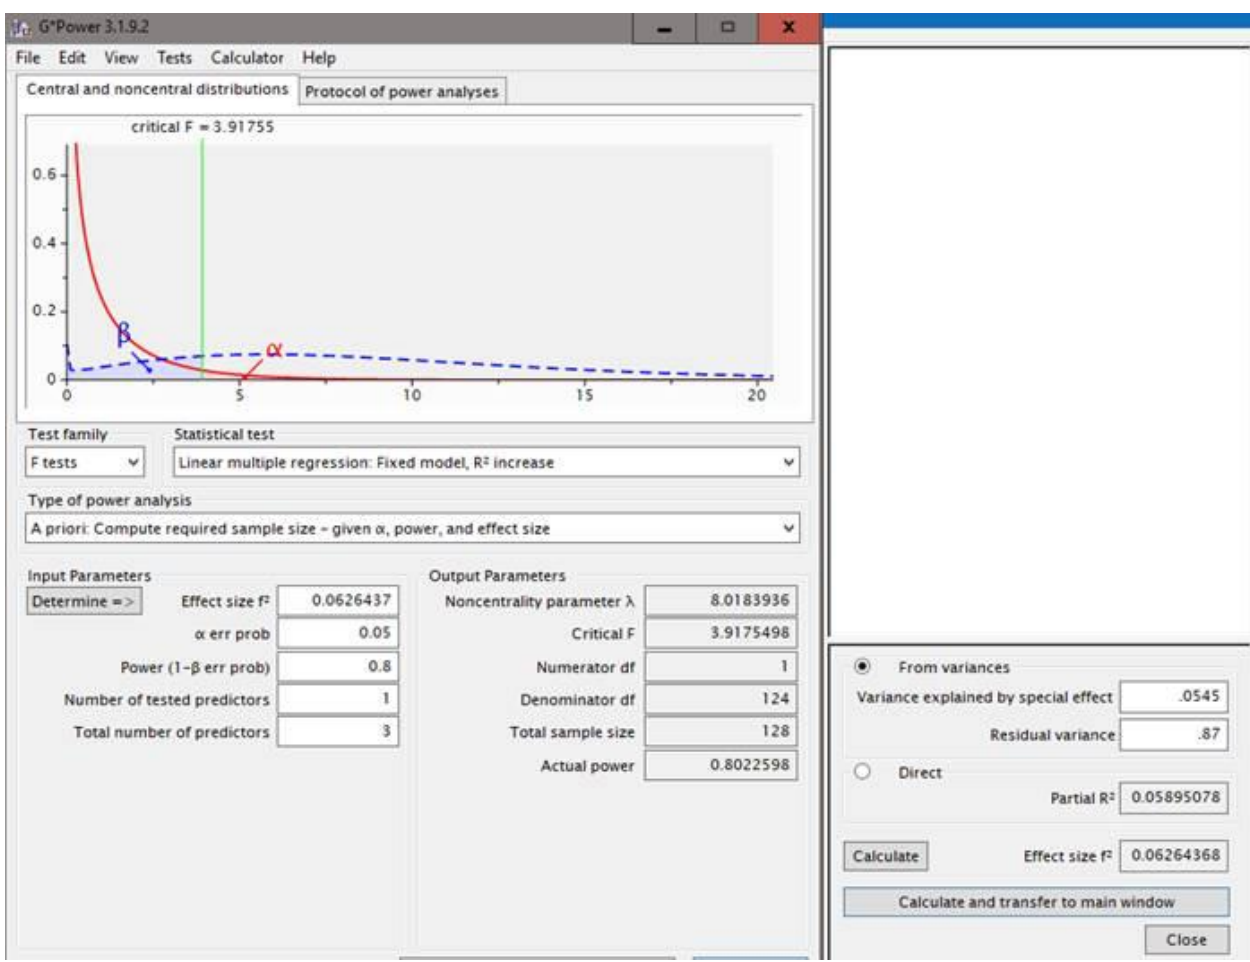 G*Power 3.1.9.2
File Edit View Tests Calculator Help
Central and noncentral distributions Protocol of power analyses
critical F = 3.91755
0.6
0.4
0.2
0
β
α
0 5 10 15 20
Test family Statistical test
F tests Linear multiple regression: Fixed model, R² increase
Type of power analysis
A priori: Compute required sample size – given α, power, and effect size
Input Parameters
Determine => Effect size f² 0.0626437
α err prob 0.05
Power (1-β err prob) 0.8
Number of tested predictors 1
Total number of predictors 3
Output Parameters
Noncentrality parameter λ 8.0183936
Critical F 3.9175498
Numerator df 1
Denominator df 124
Total sample size 128
Actual power 0.8022598
From variances
Variance explained by special effect .0545
Residual variance .87
Direct
Partial R² 0.05895078
Calculate Effect size f² 0.06264368
Calculate and transfer to main window
Close